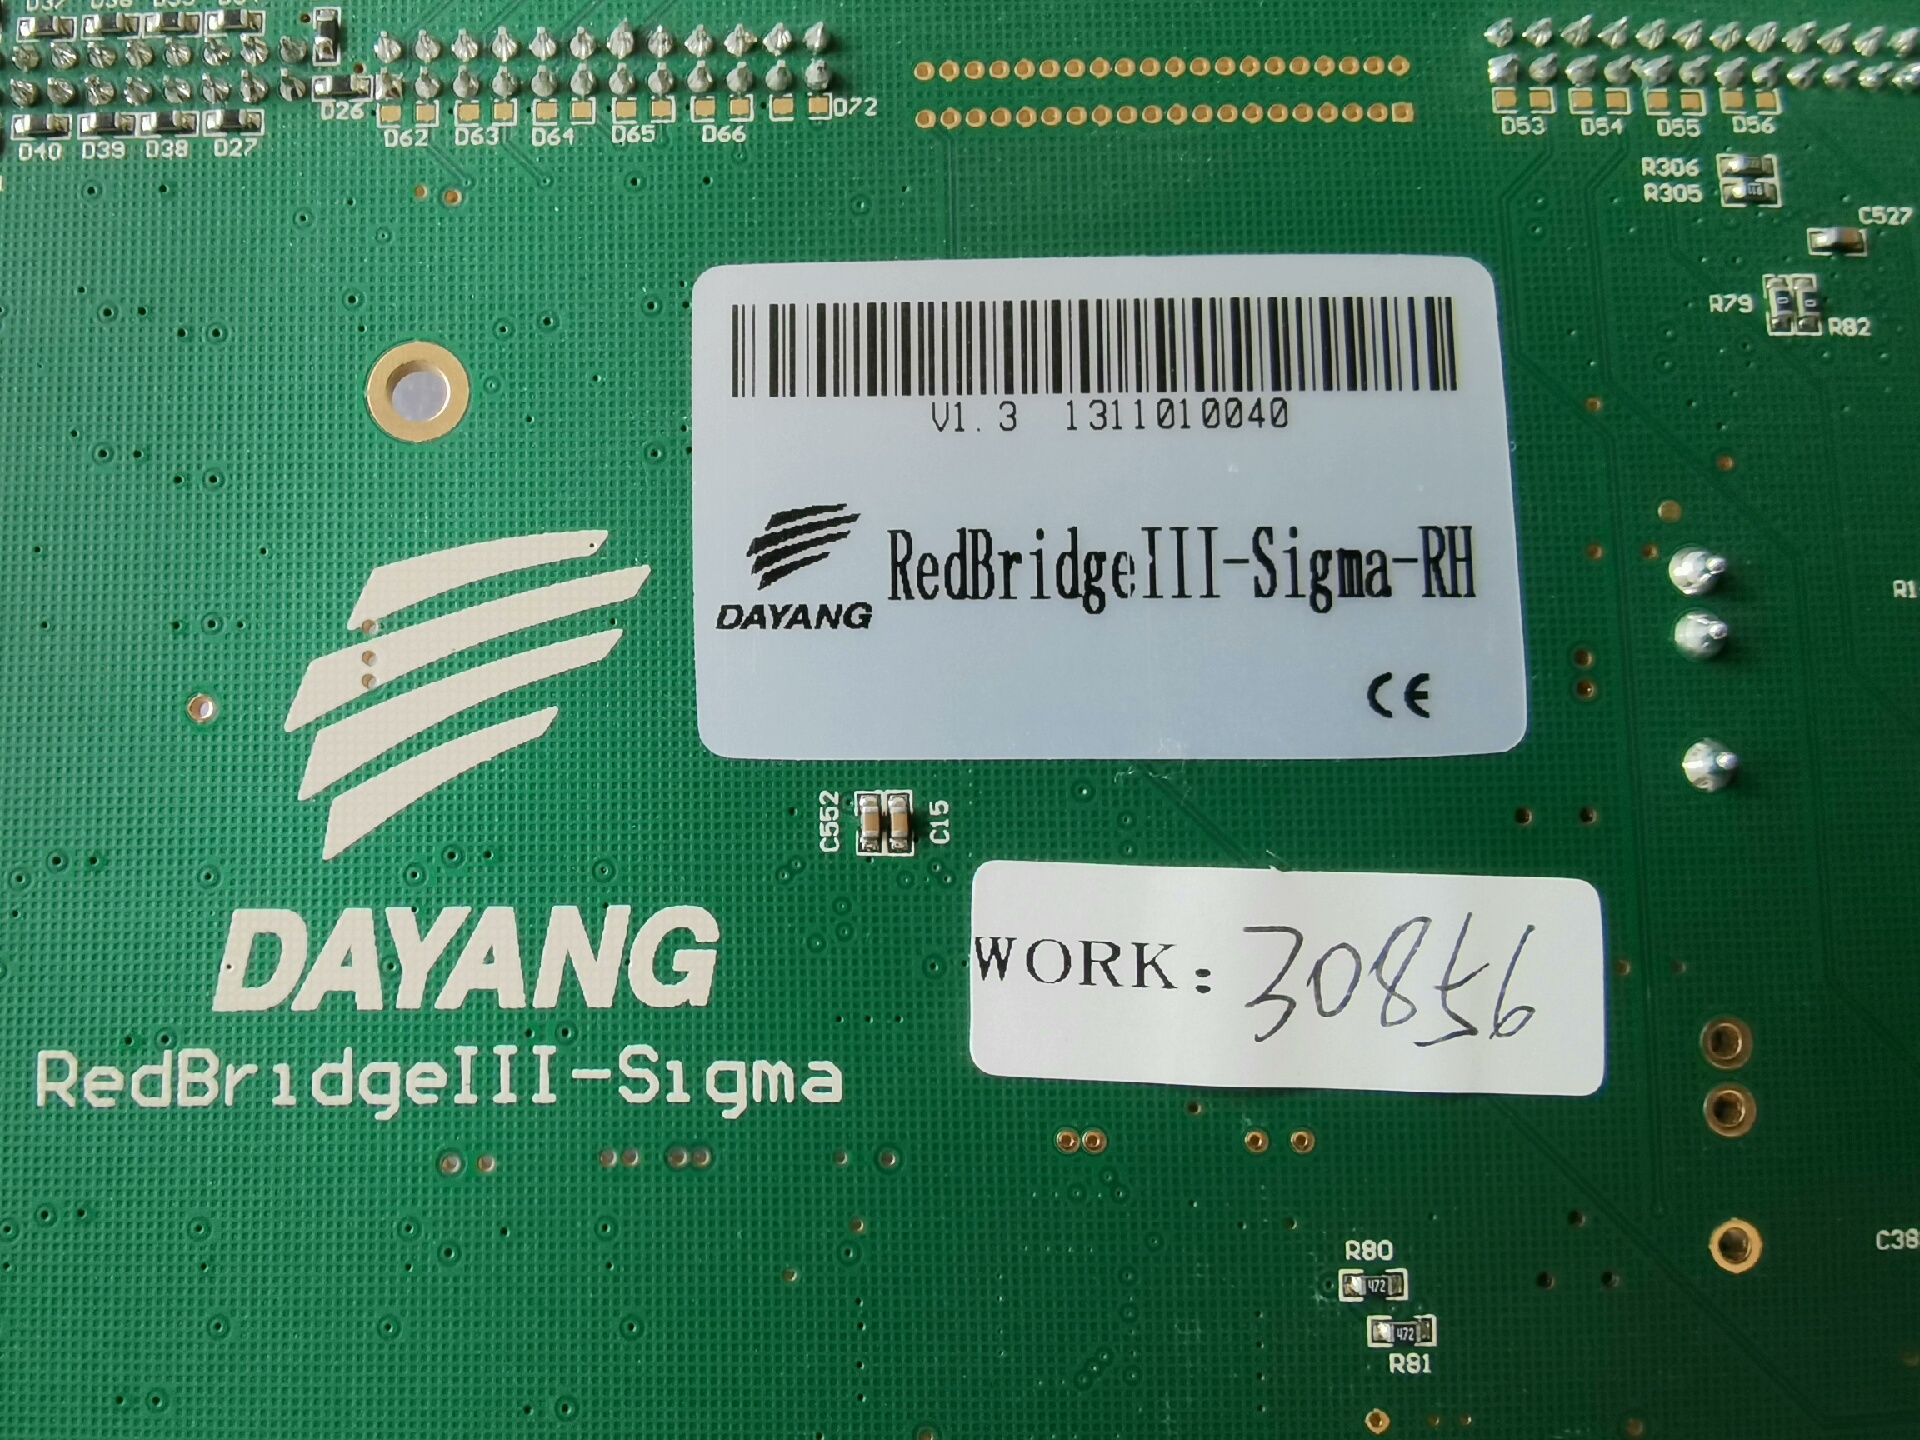 D26
D72
D62 D63 D64 D65 D66
D40 D39 D38 D27
D53 D54 D55 D56
R306
R305
C527
R79
R82
V1.3 1311010040
DAYANG
RedBridgeIII-Sigma-RH
CE
C552
C15
DAYANG
RedBridgeIII-Sigma
WORK: 30856
R80
472
472
R81